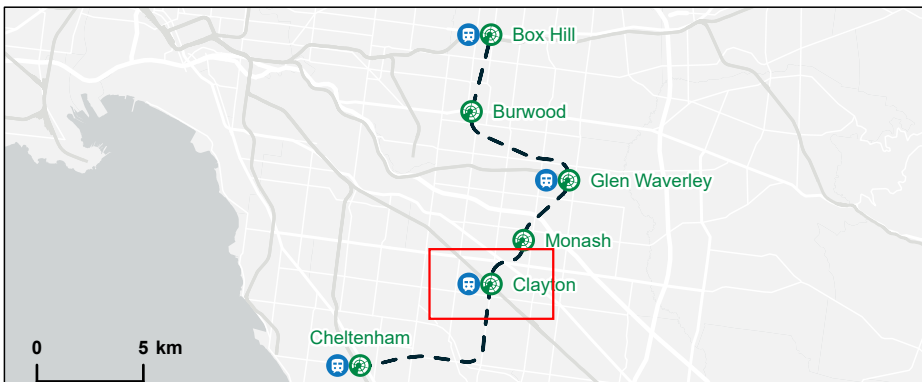 Box Hill
Burwood
Glen Waverley
Monash
Clayton
Cheltenham
0 5 km